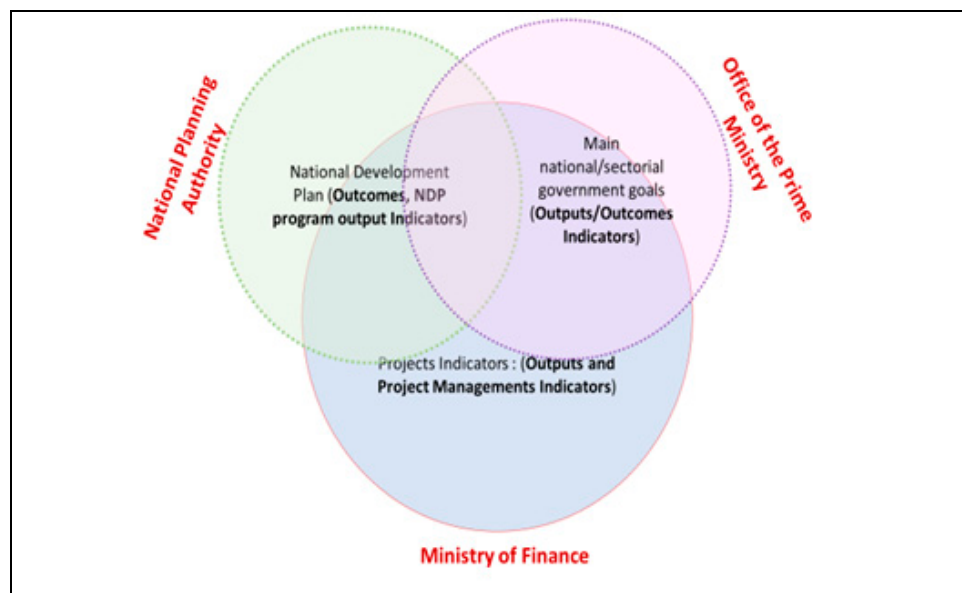 National Planning
Authority
Office of the Prime
Ministry
Main
national/sectorial
government goals
(Outputs/Outcomes
Indicators)
National Development
Plan (Outcomes, NDP
program output Indicators)
Projects Indicators : (Outputs and
Project Managements Indicators)
Ministry of Finance